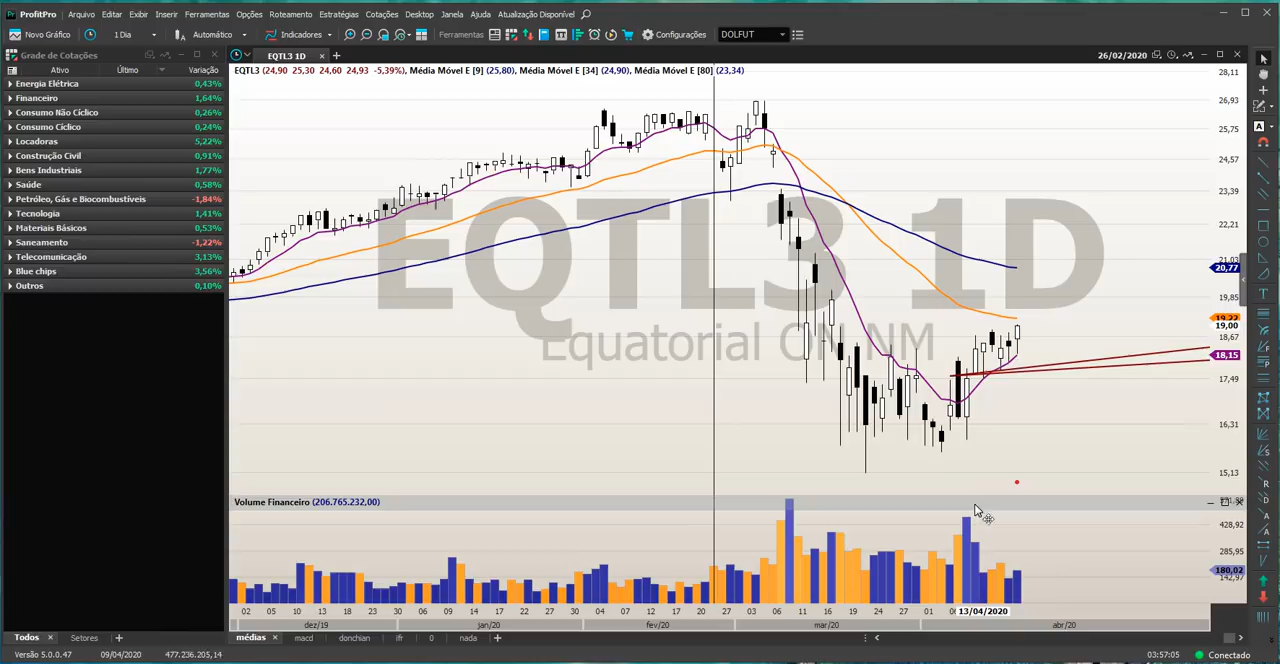 ProfitPro
Arquivo Editar Exibir Inserir Ferramentas Opções Roteamento Estratégias Cotações Desktop Janela Ajuda Atualização Disponível
Novo Gráfico 1 Dia Automático Indicadores Ferramentas Configurações DOLFUT
Grade de Cotações
EQTL3 1D
26/02/2020
Ativo Último Variação
EQTL3 (24,90 25,30 24,60 24,93 -5,39%), Média Móvel E [9] (25,80), Média Móvel E [34] (24,90), Média Móvel E [80] (23,34)
Energia Elétrica 0,43%
Financeiro 1,64%
Consumo Não Cíclico 0,26%
Consumo Cíclico 0,24%
Locadoras 5,22%
Construção Civil 0,91%
Bens Industriais 1,77%
Saúde 0,58%
Petróleo, Gás e Biocombustíveis -1,84%
Tecnologia 1,41%
Materiais Básicos 0,53%
Saneamento -1,22%
Telecomunicação 3,13%
Blue chips 3,56%
Outros 0,10%
EQTL3 1D
Equatorial ON NM
28,11
26,93
25,75
24,57
23,39
22,21
21,03
20,77
19,85
19,22
19,00
18,67
18,15
17,49
16,31
15,13
Volume Financeiro (206.765.232,00)
428,92
285,95
180,02
142,97
02 05 10 13 18 23 30 06 09 14 17 22 27 30 04 07 12 17 20 27 03 06 11 16 19 24 27 01 13/04/2020
dez/19 jan/20 fev/20 mar/20 abr/20
Todos Setores
médias macd donchian ifr 0 nada
Versão 5.0.0.47 09/04/2020 477.236.205,14 03:57:05 Conectado